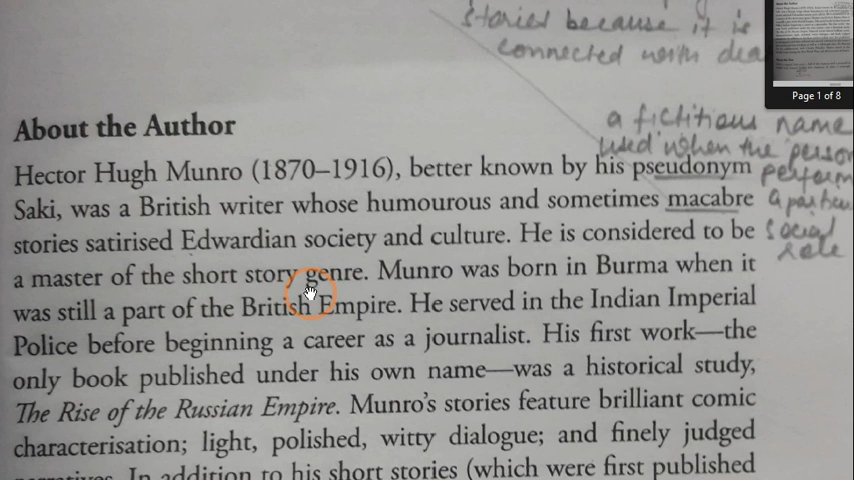 stories because it is
connected with dea
Page 1 of 8
a fictitious name
used when the person
perform
a particu
social
role
About the Author
Hector Hugh Munro (1870–1916), better known by his pseudonym
Saki, was a British writer whose humourous and sometimes macabre
stories satirised Edwardian society and culture. He is considered to be
a master of the short story genre. Munro was born in Burma when it
was still a part of the British Empire. He served in the Indian Imperial
Police before beginning a career as a journalist. His first work—the
only book published under his own name—was a historical study,
The Rise of the Russian Empire. Munro's stories feature brilliant comic
characterisation; light, polished, witty dialogue; and finely judged
narratives. In addition to his short stories (which were first published